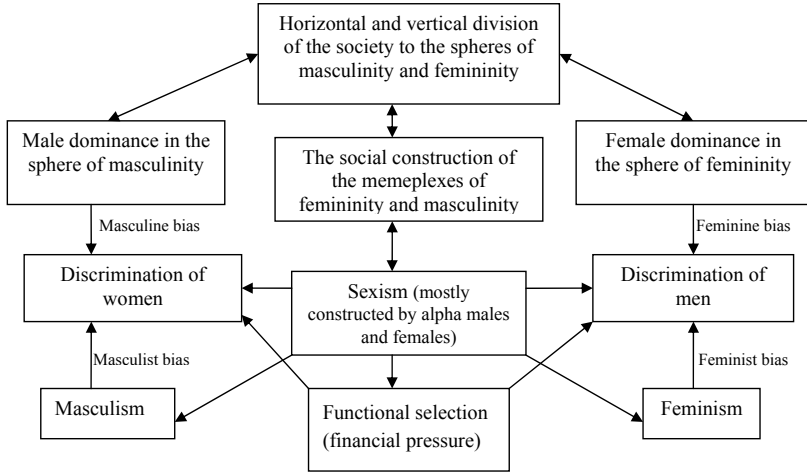 Horizontal and vertical division
of the society to the spheres of
masculinity and femininity
Male dominance in the
sphere of masculinity
The social construction of
the memeplexes of
femininity and masculinity
Female dominance in
the sphere of femininity
Masculine bias
Feminine bias
Discrimination of
women
Sexism (mostly
constructed by alpha males
and females)
Discrimination of
men
Masculist bias
Feminist bias
Masculism
Functional selection
(financial pressure)
Feminism